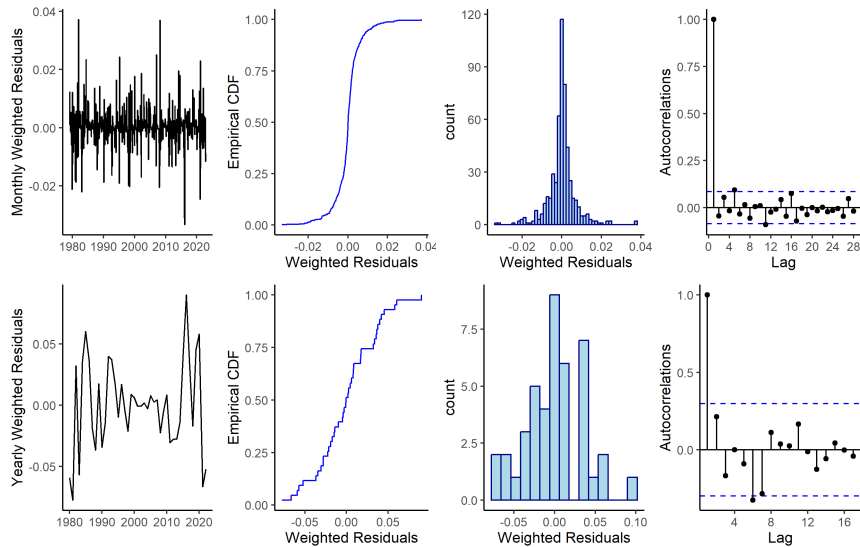 Monthly Weighted Residuals
0.04
0.02
0.00
-0.02
1980 1990 2000 2010 2020
Empirical CDF
1.00
0.75
0.50
0.25
0.00
-0.02 0.00 0.02 0.04
Weighted Residuals
count
120
90
60
30
0
-0.02 0.00 0.02 0.04
Weighted Residuals
Autocorrelations
1.00
0.75
0.50
0.25
0.00
0 4 8 12 16 20 24 28
Lag
Yearly Weighted Residuals
0.05
0.00
-0.05
1980 1990 2000 2010 2020
Empirical CDF
1.00
0.75
0.50
0.25
0.00
-0.05 0.00 0.05
Weighted Residuals
count
7.5
5.0
2.5
0.0
-0.05 0.00 0.05 0.10
Weighted Residuals
Autocorrelations
1.0
0.5
0.0
4 8 12 16
Lag